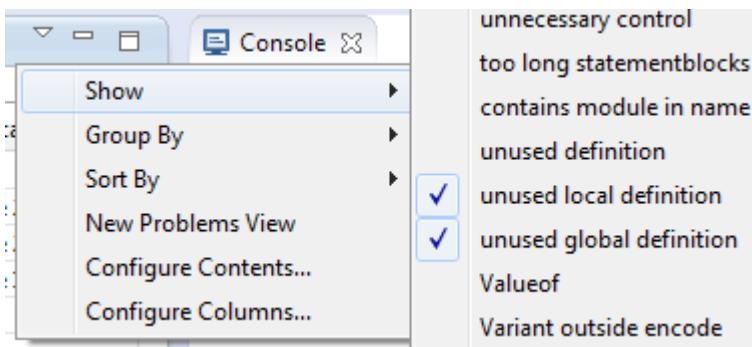 Console
Show
Group By
Sort By
New Problems View
Configure Contents...
Configure Columns...
unnecessary control
too long statementblocks
contains module in name
unused definition
unused local definition
unused global definition
Valueof
Variant outside encode